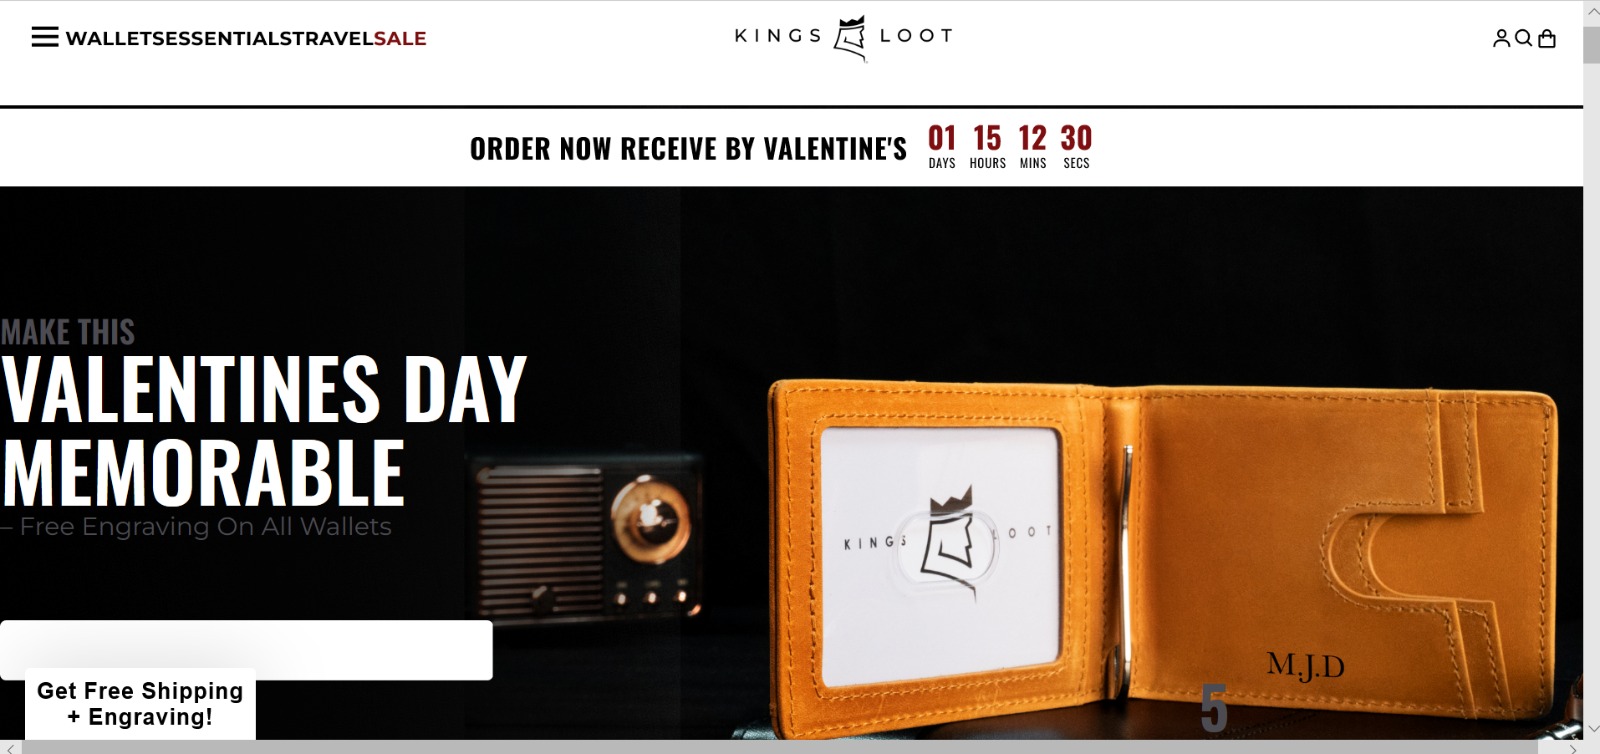 WALLETSESSENTIALSTRAVELSALE
KINGS LOOT
ORDER NOW RECEIVE BY VALENTINE'S
01 15 12 30
DAYS HOURS MINS SECS
MAKE THIS
VALENTINES DAY
MEMORABLE
– Free Engraving On All Wallets
KINGS LOOT
M.J.D
5
Get Free Shipping
+ Engraving!